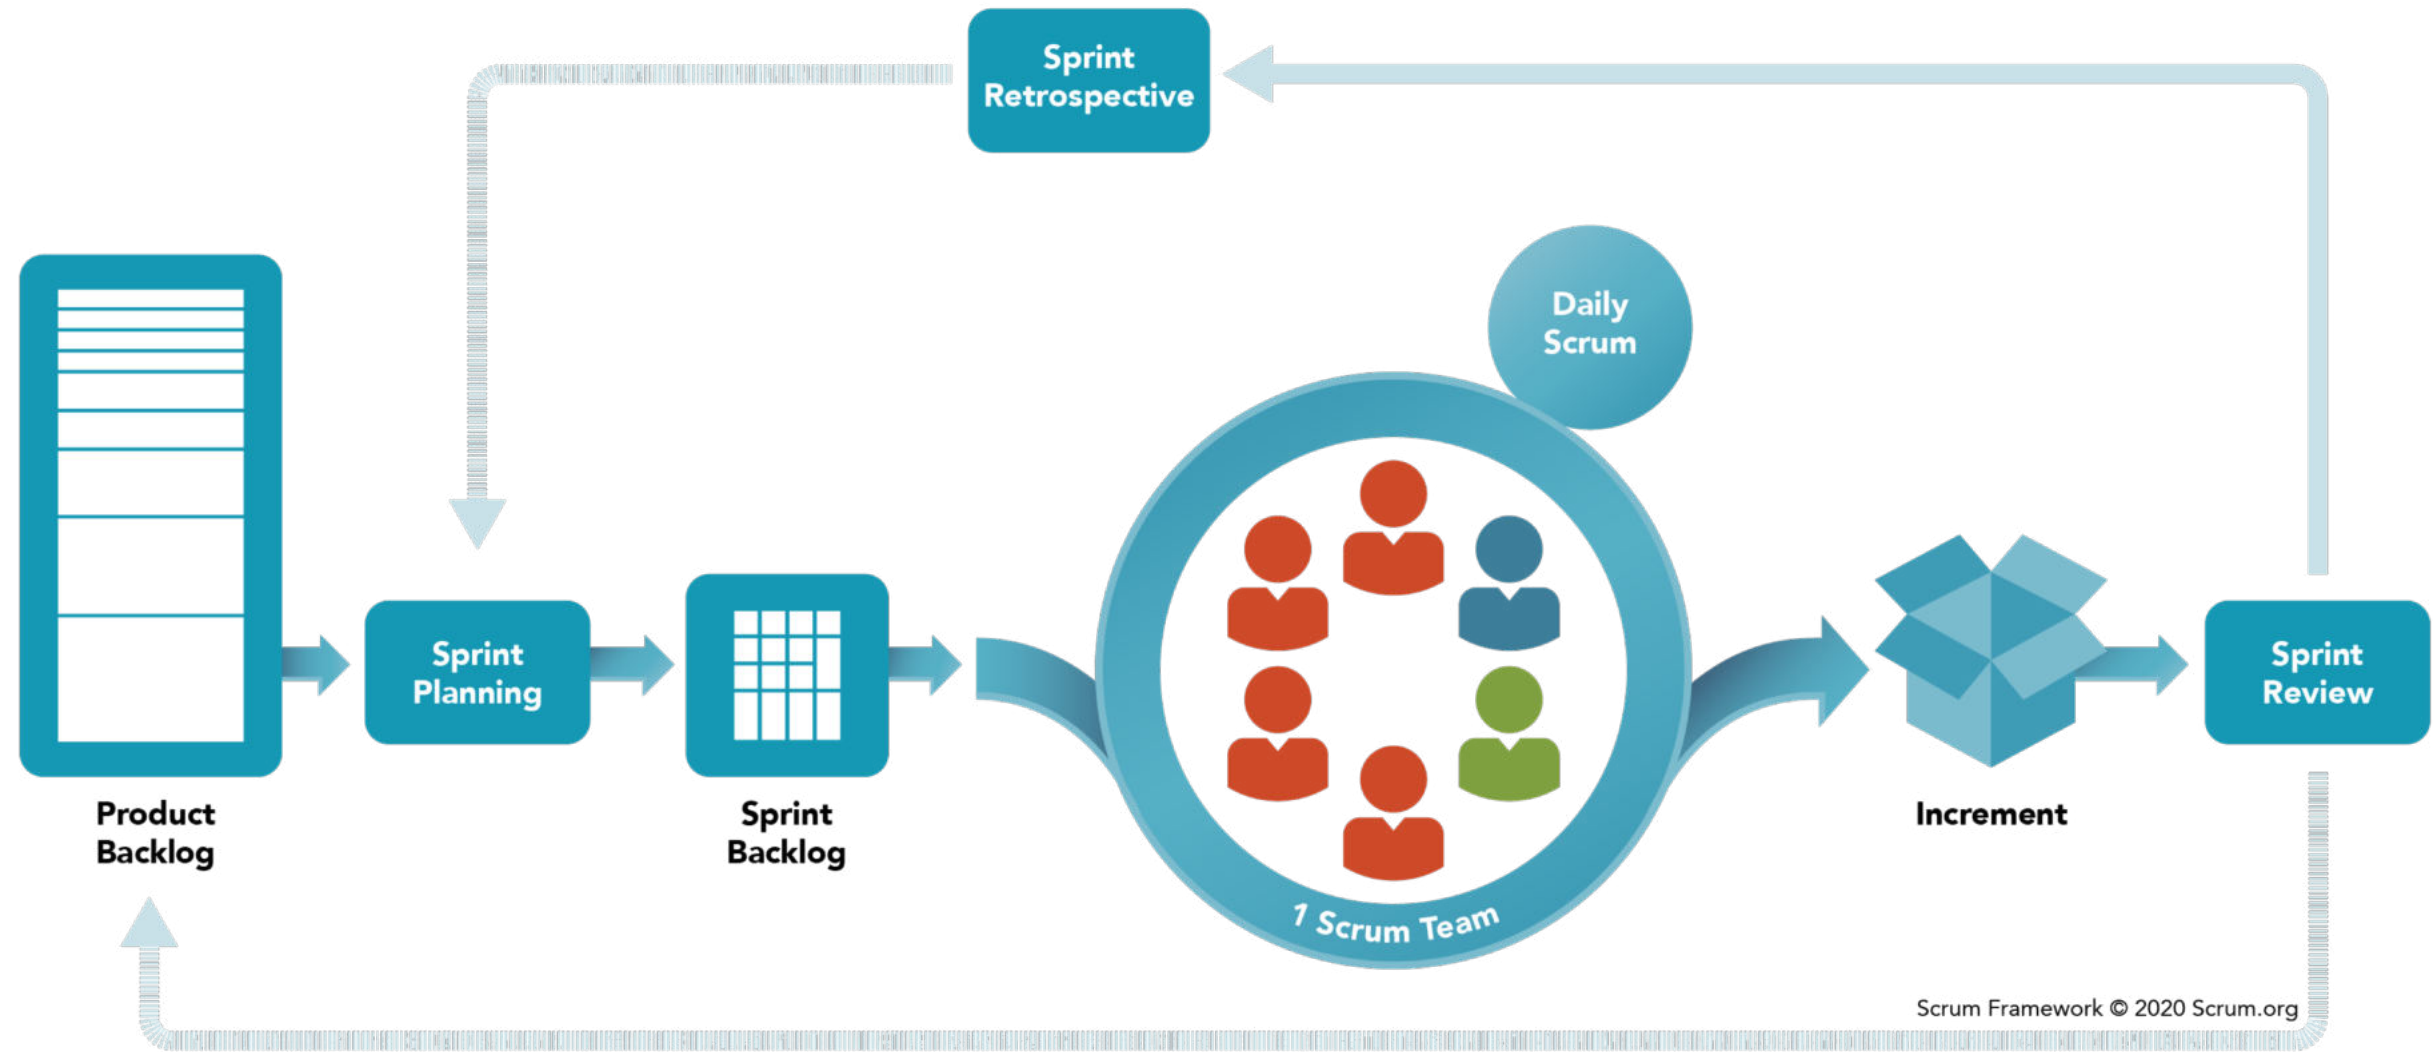 Sprint
Retrospective
Daily
Scrum
Sprint
Planning
Sprint
Review
Product
Backlog
Sprint
Backlog
Increment
1 Scrum Team
Scrum Framework © 2020 Scrum.org